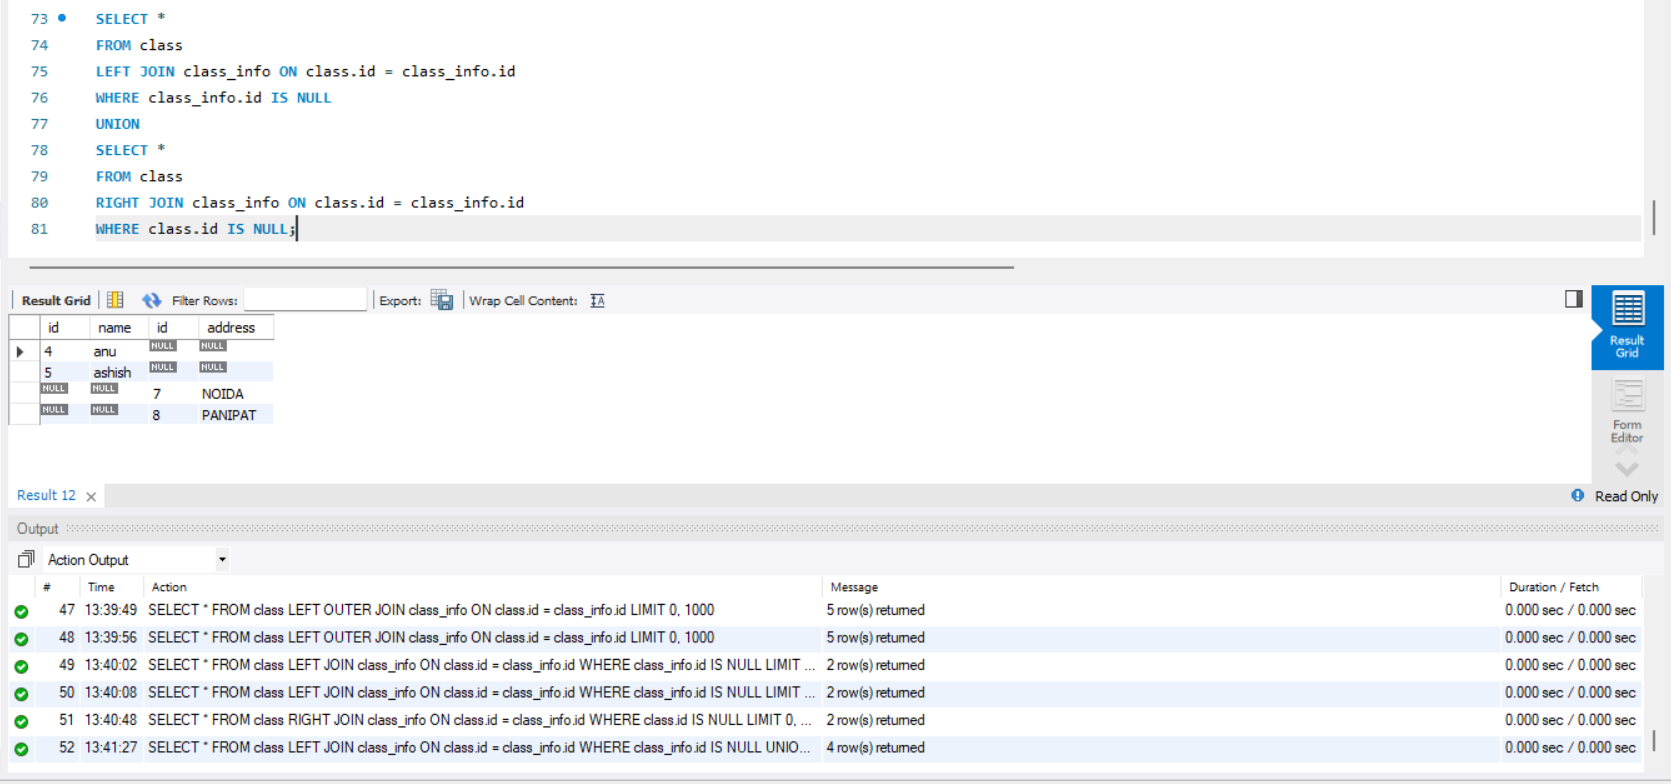 73 SELECT *
74 FROM class
75 LEFT JOIN class_info ON class.id = class_info.id
76 WHERE class_info.id IS NULL
77 UNION
78 SELECT *
79 FROM class
80 RIGHT JOIN class_info ON class.id = class_info.id
81 WHERE class.id IS NULL;
Result Grid Filter Rows: Export: Wrap Cell Content: IA
id name id address
4 anu NULL NULL
5 ashish NULL NULL
NULL NULL 7 NOIDA
NULL NULL 8 PANIPAT
Result
Grid
Form
Editor
Result 12 Read Only
Output
Action Output
# Time Action Message Duration / Fetch
47 13:39:49 SELECT * FROM class LEFT OUTER JOIN class_info ON class.id = class_info.id LIMIT 0, 1000 5 row(s) returned 0.000 sec / 0.000 sec
48 13:39:56 SELECT * FROM class LEFT OUTER JOIN class_info ON class.id = class_info.id LIMIT 0, 1000 5 row(s) returned 0.000 sec / 0.000 sec
49 13:40:02 SELECT * FROM class LEFT JOIN class_info ON class.id = class_info.id WHERE class_info.id IS NULL LIMIT ... 2 row(s) returned 0.000 sec / 0.000 sec
50 13:40:08 SELECT * FROM class LEFT JOIN class_info ON class.id = class_info.id WHERE class_info.id IS NULL LIMIT ... 2 row(s) returned 0.000 sec / 0.000 sec
51 13:40:48 SELECT * FROM class RIGHT JOIN class_info ON class.id = class_info.id WHERE class.id IS NULL LIMIT 0, ... 2 row(s) returned 0.000 sec / 0.000 sec
52 13:41:27 SELECT * FROM class LEFT JOIN class_info ON class.id = class_info.id WHERE class_info.id IS NULL UNIO... 4 row(s) returned 0.000 sec / 0.000 sec